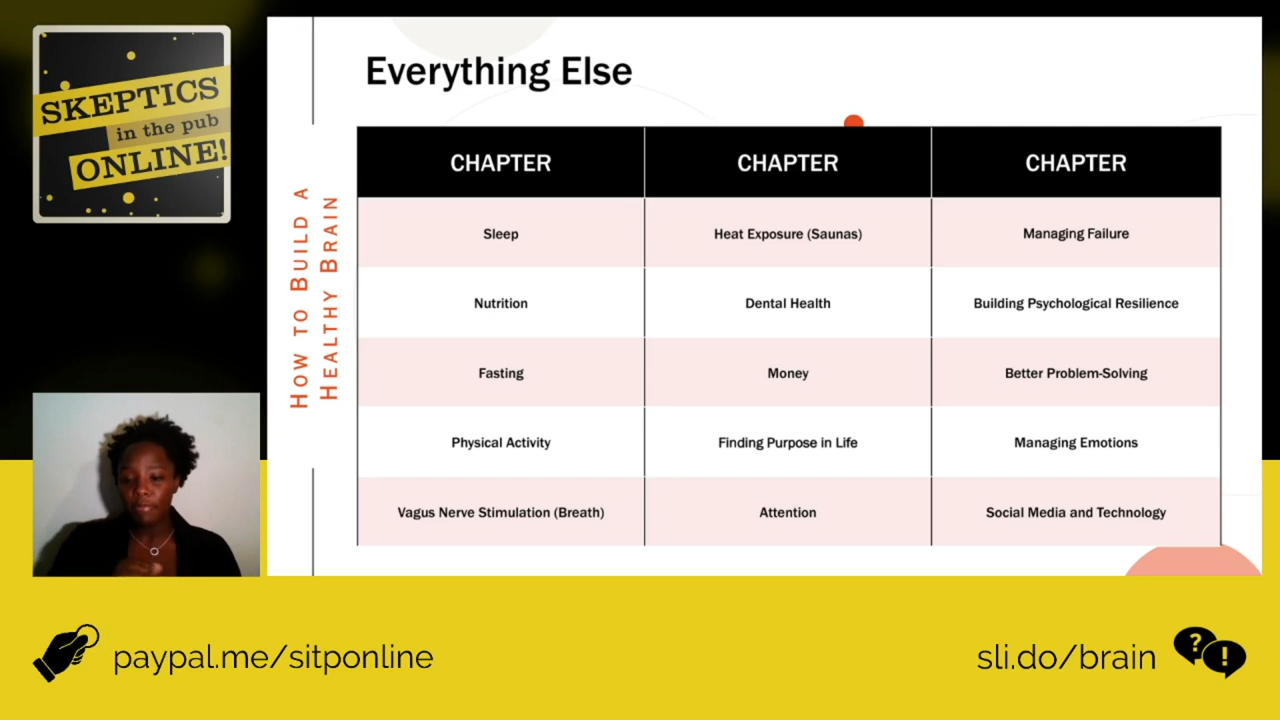 SKEPTICS
in the pub
ONLINE!
Everything Else
HOW TO BUILD A
HEALTHY BRAIN
CHAPTER CHAPTER CHAPTER
Sleep Heat Exposure (Saunas) Managing Failure
Nutrition Dental Health Building Psychological Resilience
Fasting Money Better Problem-Solving
Physical Activity Finding Purpose in Life Managing Emotions
Vagus Nerve Stimulation (Breath) Attention Social Media and Technology
paypal.me/sitponline
sli.do/brain
? !